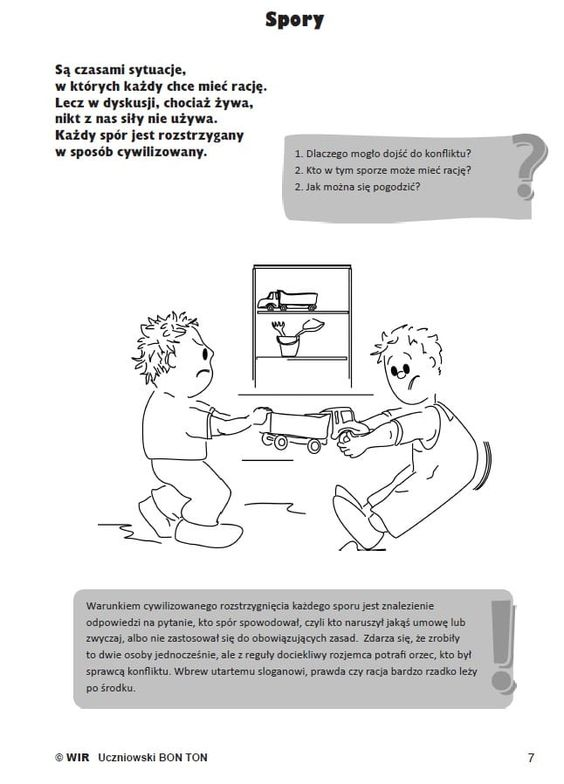 Spory
Są czasami sytuacje,
w których każdy chce mieć rację.
Lecz w dyskusji, chociaż żywa,
nikt z nas siły nie używa.
Każdy spór jest rozstrzygany
w sposób cywilizowany.
1. Dlaczego mogło dojść do konfliktu?
2. Kto w tym sporze może mieć rację?
2. Jak można się pogodzić?
?
Warunkiem cywilizowanego rozstrzygnięcia każdego sporu jest znalezienie
odpowiedzi na pytanie, kto spór spowodował, czyli kto naruszył jakąś umowę lub
zwyczaj, albo nie zastosował się do obowiązujących zasad. Zdarza się, że zrobiły
to dwie osoby jednocześnie, ale z reguły dociekliwy rozjemca potrafi orzec, kto był
sprawcą konfliktu. Wbrew utartemu sloganowi, prawda czy racja bardzo rzadko leży
po środku.
!
© WIR Uczniowski BON TON
7